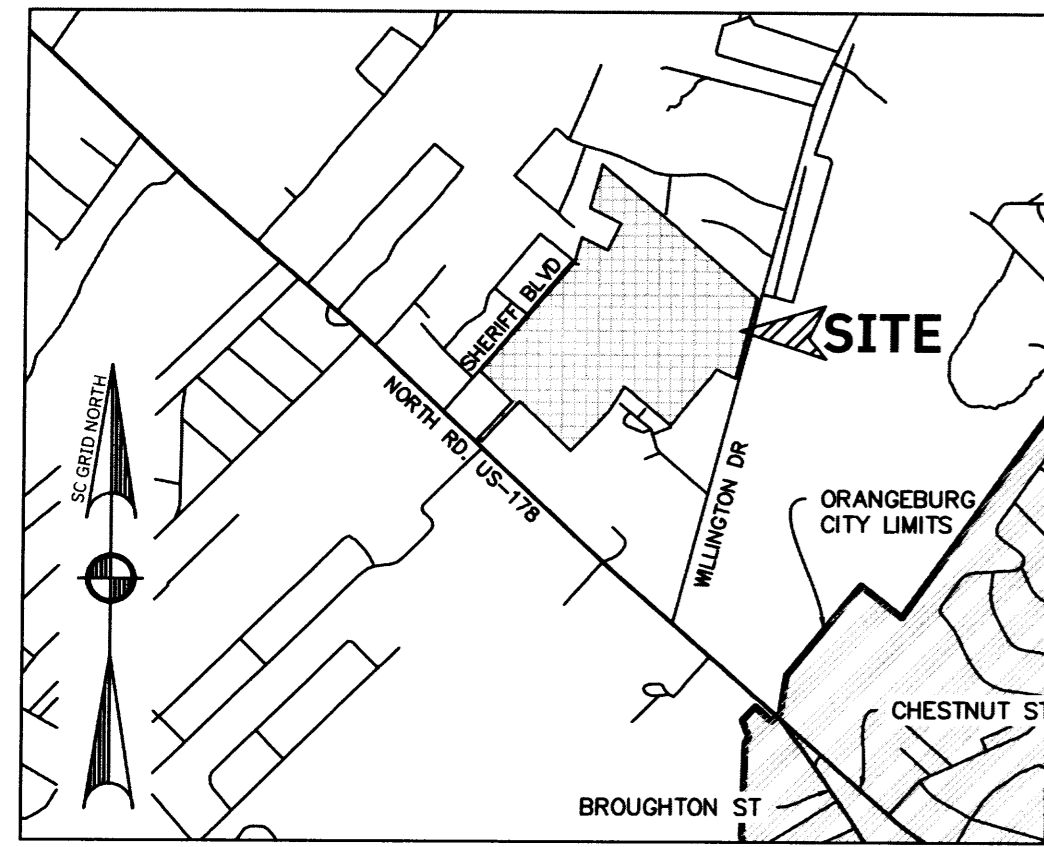 SHERIFF BLVD
SITE
SC GRID NORTH
NORTH RD. US-178
WILLINGTON DR
ORANGEBURG
CITY LIMITS
CHESTNUT ST
BROUGHTON ST